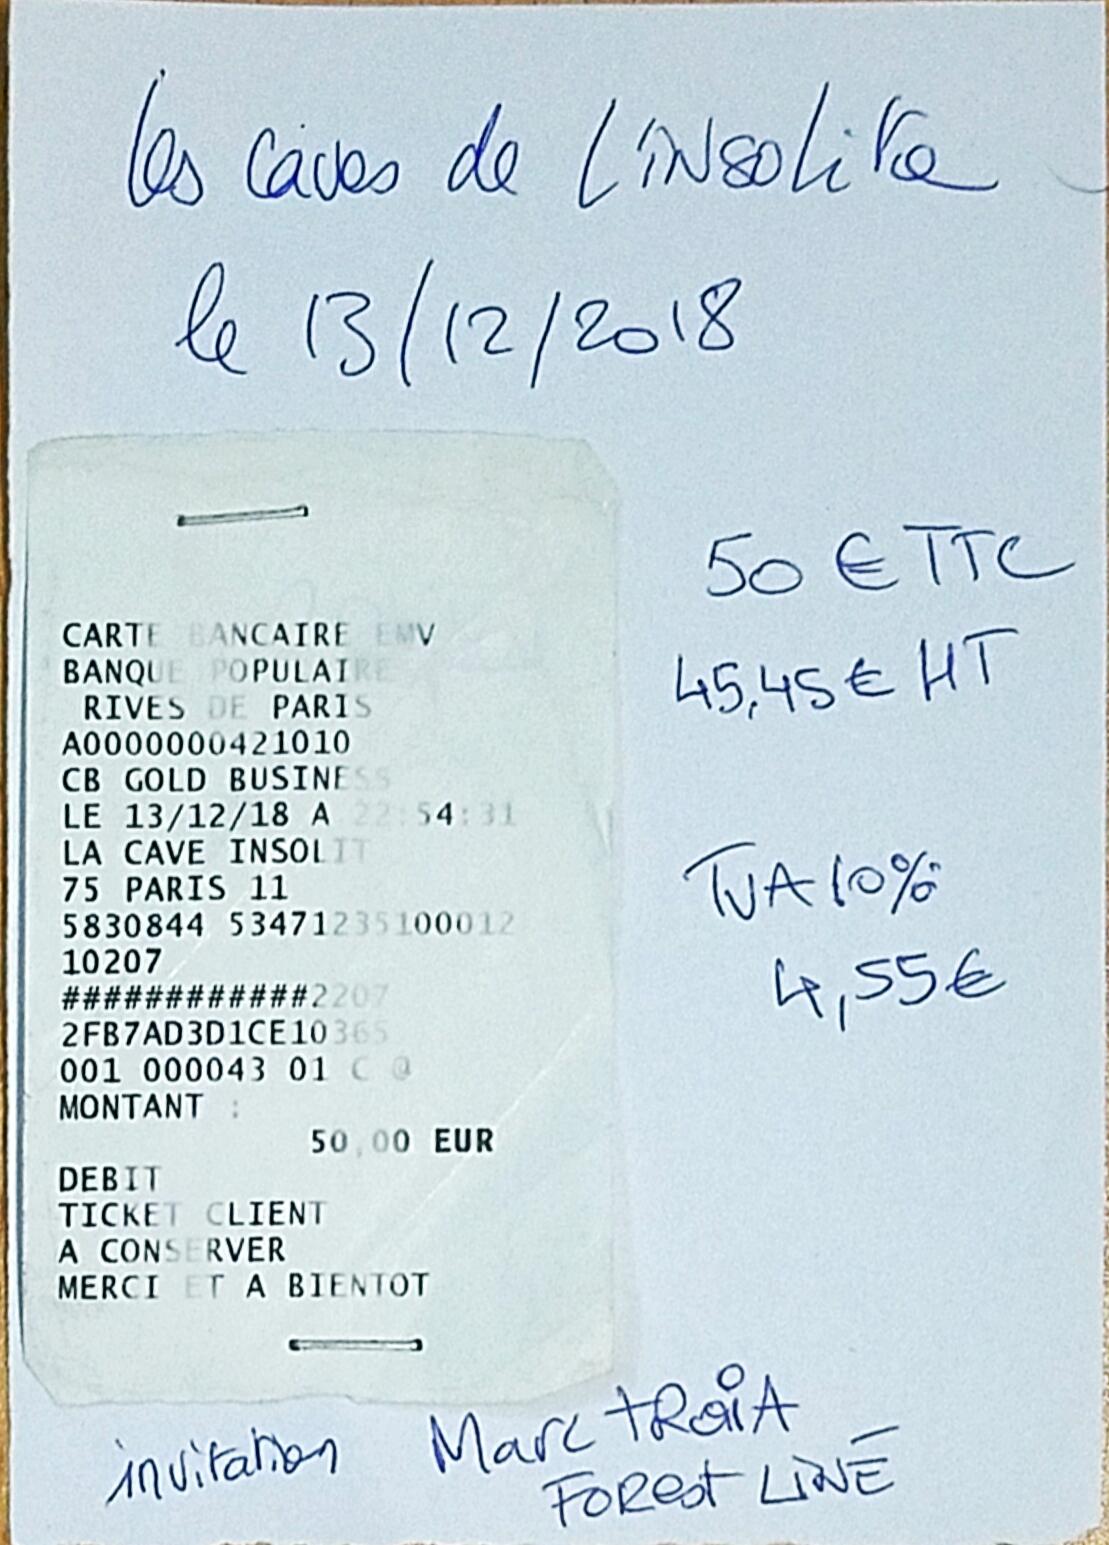 les caves de L'iNSoLite
le 13/12/2018
CARTE BANCAIRE EMV
BANQUE POPULAIRE
RIVES DE PARIS
A0000000421010
CB GOLD BUSINESS
LE 13/12/18 A 22:54:31
LA CAVE INSOLIT
75 PARIS 11
5830844 53471235100012
10207
############2207
2FB7AD3D1CE10365
001 000043 01 C @
MONTANT :
50,00 EUR
DEBIT
TICKET CLIENT
A CONSERVER
MERCI ET A BIENTOT
50 € TTC
45,45 € HT
TVA 10%
4,55 €
invitation Marc tRoiA
FORest LiNE